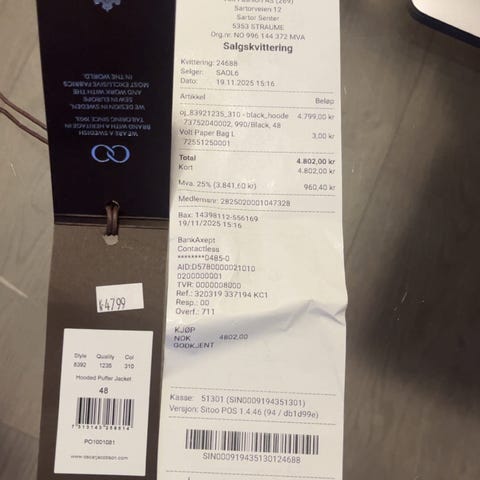 WE ARE A SWEDISH
BRAND WITH A HERITAGE IN
TAILORING SINCE 1903.
WE DESIGN IN SWEDEN,
SEW IN EUROPE
AND WORK WITH THE
MOST EXCLUSIVE FABRICS
IN THE WORLD.
k4799
Style Quality Col
8392 1235 310
Hooded Puffer Jacket
48
PO1001081
www.oscarjacobson.com
Fashion AS (269)
Sartorveien 12
Sartor Senter
5353 STRAUME
Org.nr NO 996 144 372 MVA
Salgskvittering
Kvittering: 24688
Selger: SAOL6
Dato: 19.11.2025 15:16
Artikkel Beløp
oj_83921235_310 - black_hoode 4.799,00 kr
73752040002, 990/Black, 48
Volt Paper Bag L 3,00 kr
72551250001
Total 4.802,00 kr
Kort 4.802,00 kr
Mva. 25% (3.841,60 kr) 960,40 kr
Medlemsnr: 2825020001047328
Bax: 14398112-556169
19/11/2025 15:16
BankAxept
Contactless
********0485-0
AID:D5780000021010
0200000001
TVR: 0000008000
Ref.: 320319 337194 KC1
Resp.: 00
Overf.: 711
KJØP
NOK 4802,00
GODKJENT
Kasse: 51301 (SIN0009194351301)
Versjon: Sitoo POS 1.4.46 (94 / db1d99e)
SIN000919435130124688